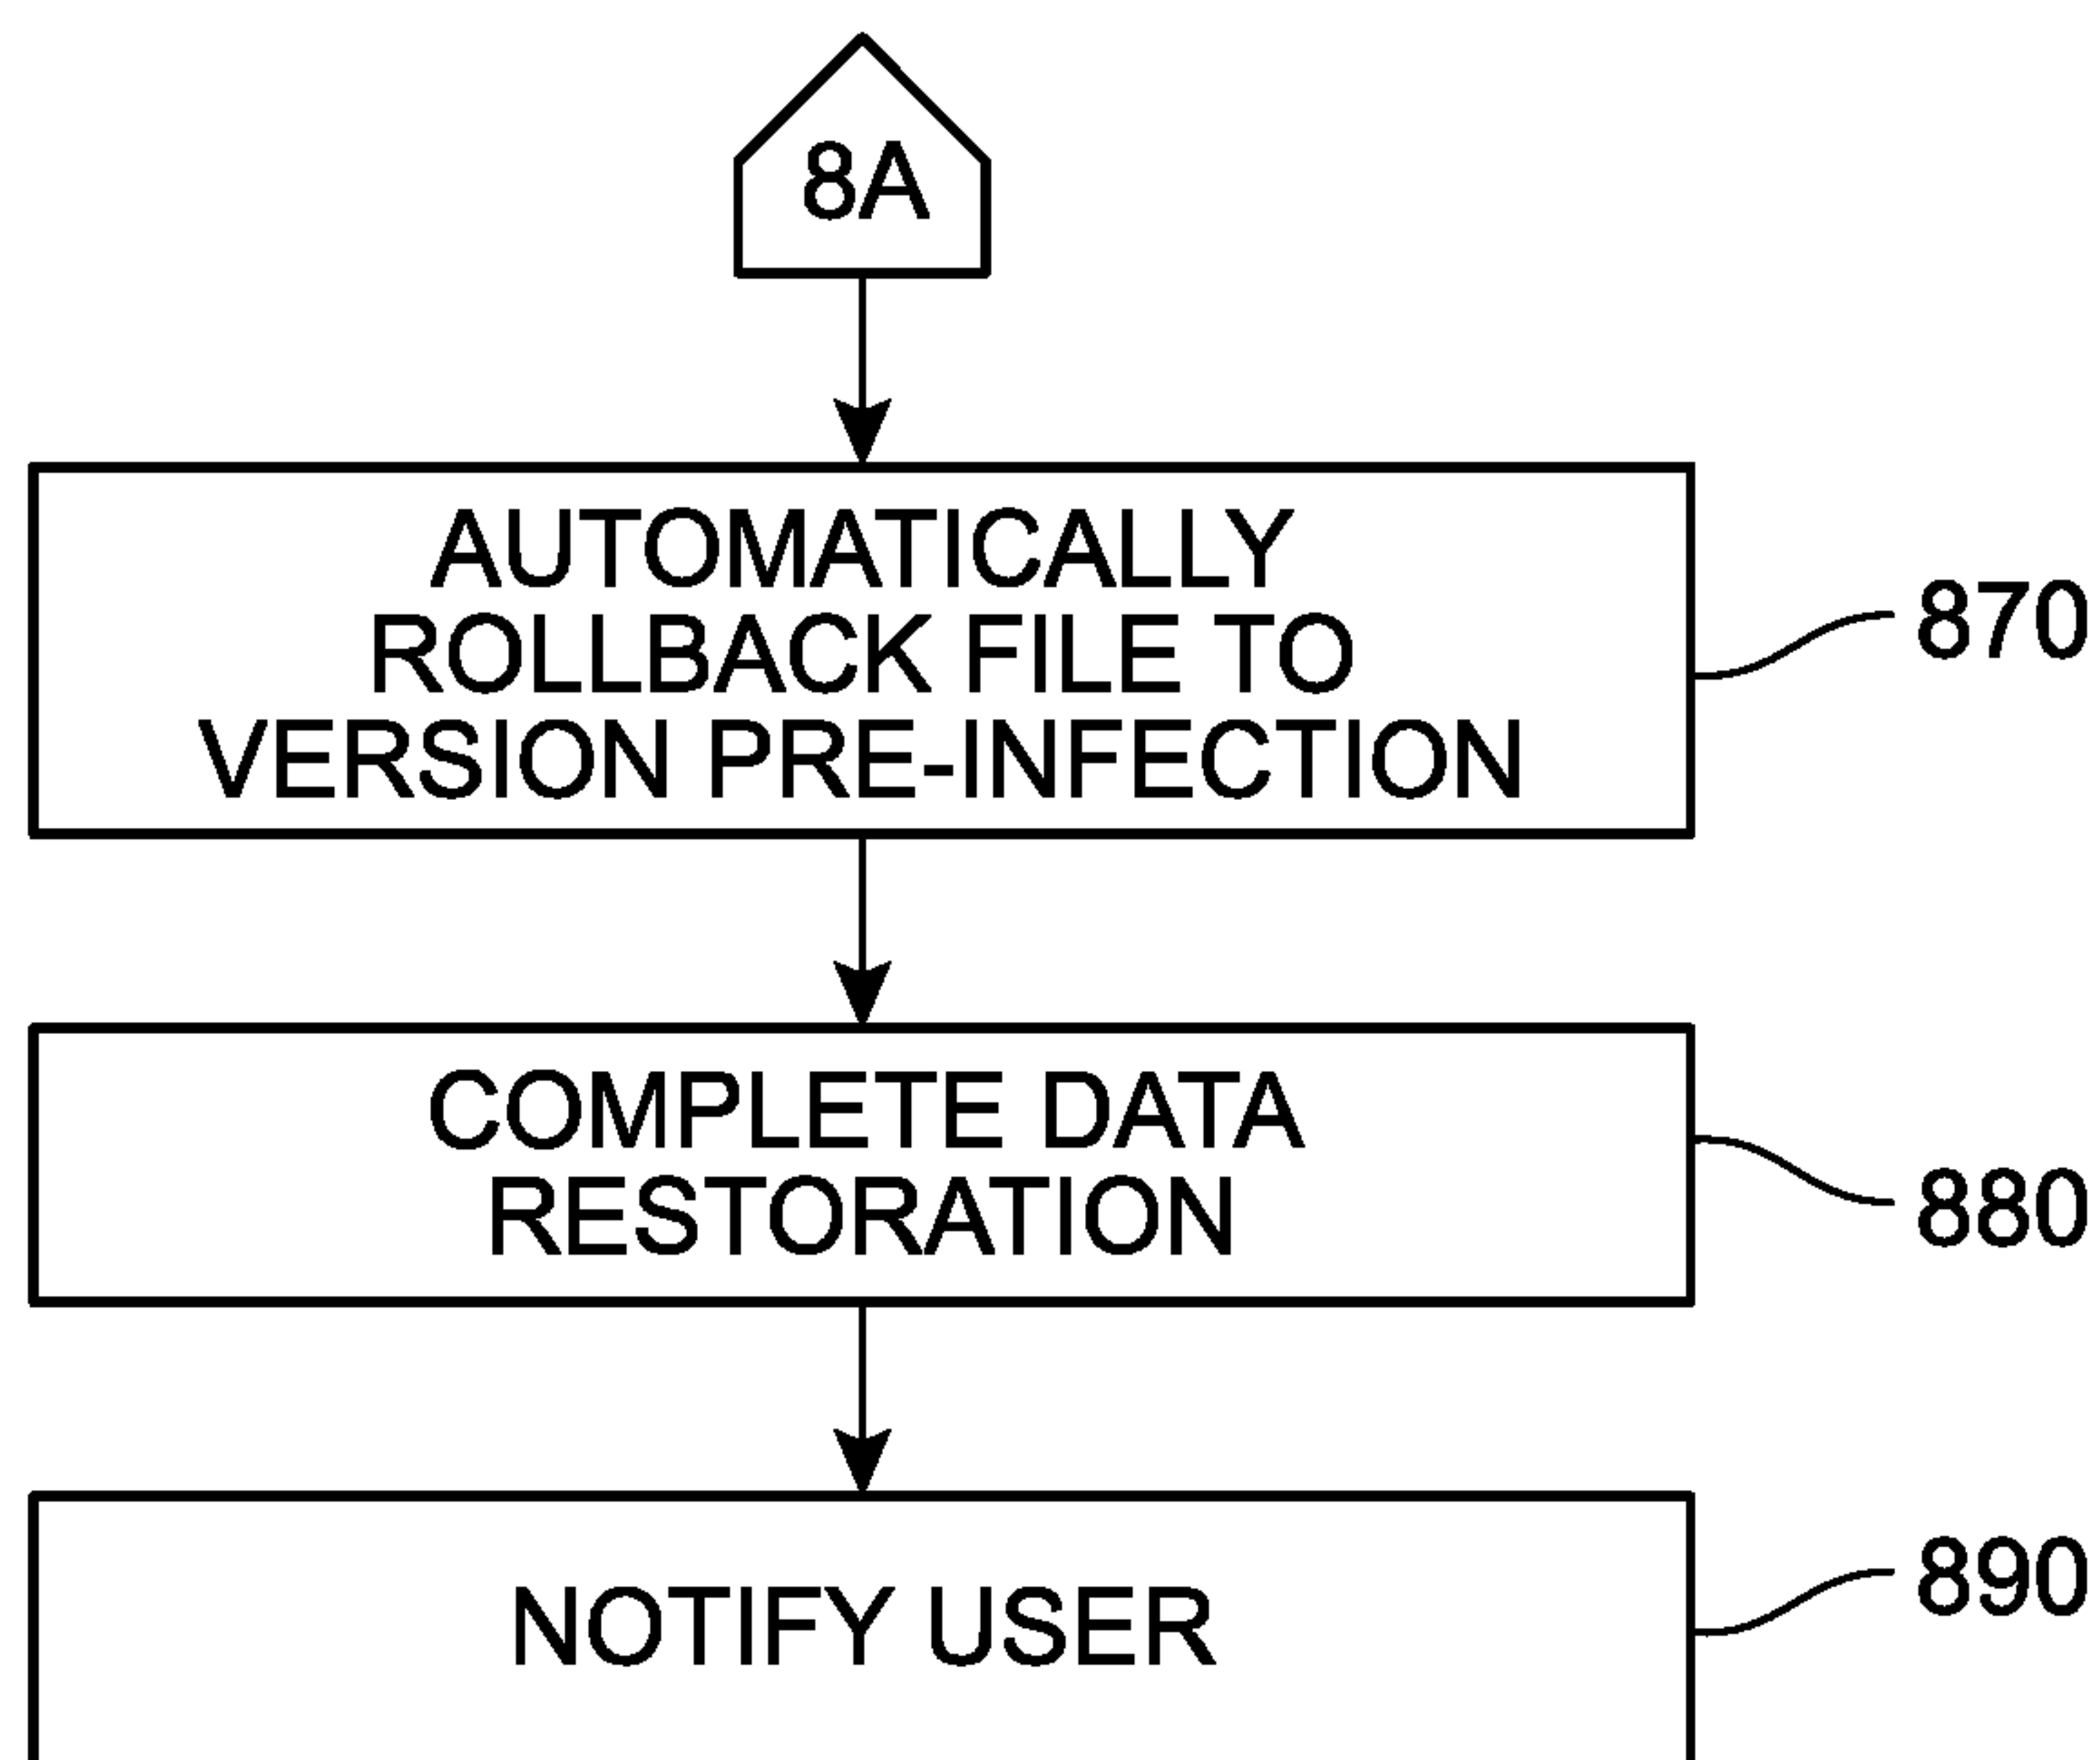 8A
AUTOMATICALLY
ROLLBACK FILE TO
VERSION PRE-INFECTION
870
COMPLETE DATA
RESTORATION
880
NOTIFY USER
890